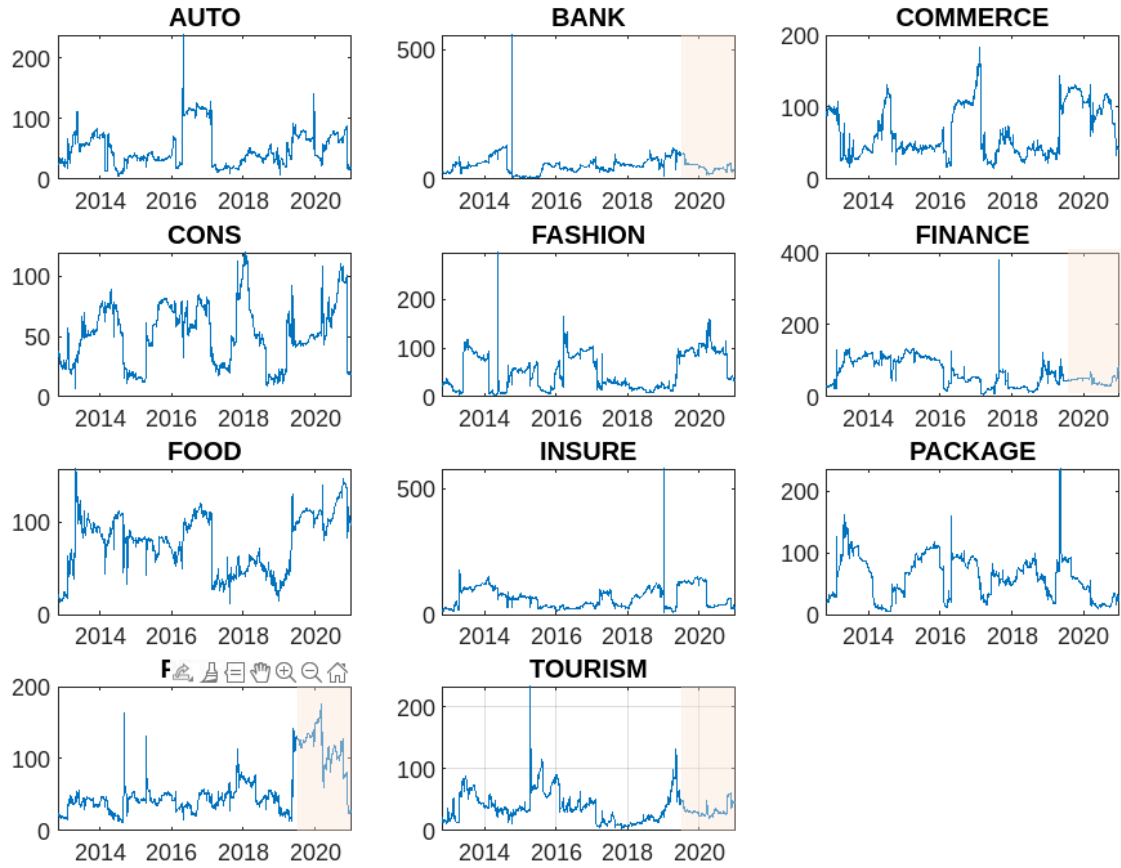 AUTO BANK COMMERCE
200 500 200
100 100
0 0 0
2014 2016 2018 2020 2014 2016 2018 2020 2014 2016 2018 2020
CONS FASHION FINANCE
100 200 400
50 100 200
0 0 0
2014 2016 2018 2020 2014 2016 2018 2020 2014 2016 2018 2020
FOOD INSURE PACKAGE
100 500 200
100
0 0 0
2014 2016 2018 2020 2014 2016 2018 2020 2014 2016 2018 2020
TOURISM
200 200
100 100
0 0
2014 2016 2018 2020 2014 2016 2018 2020